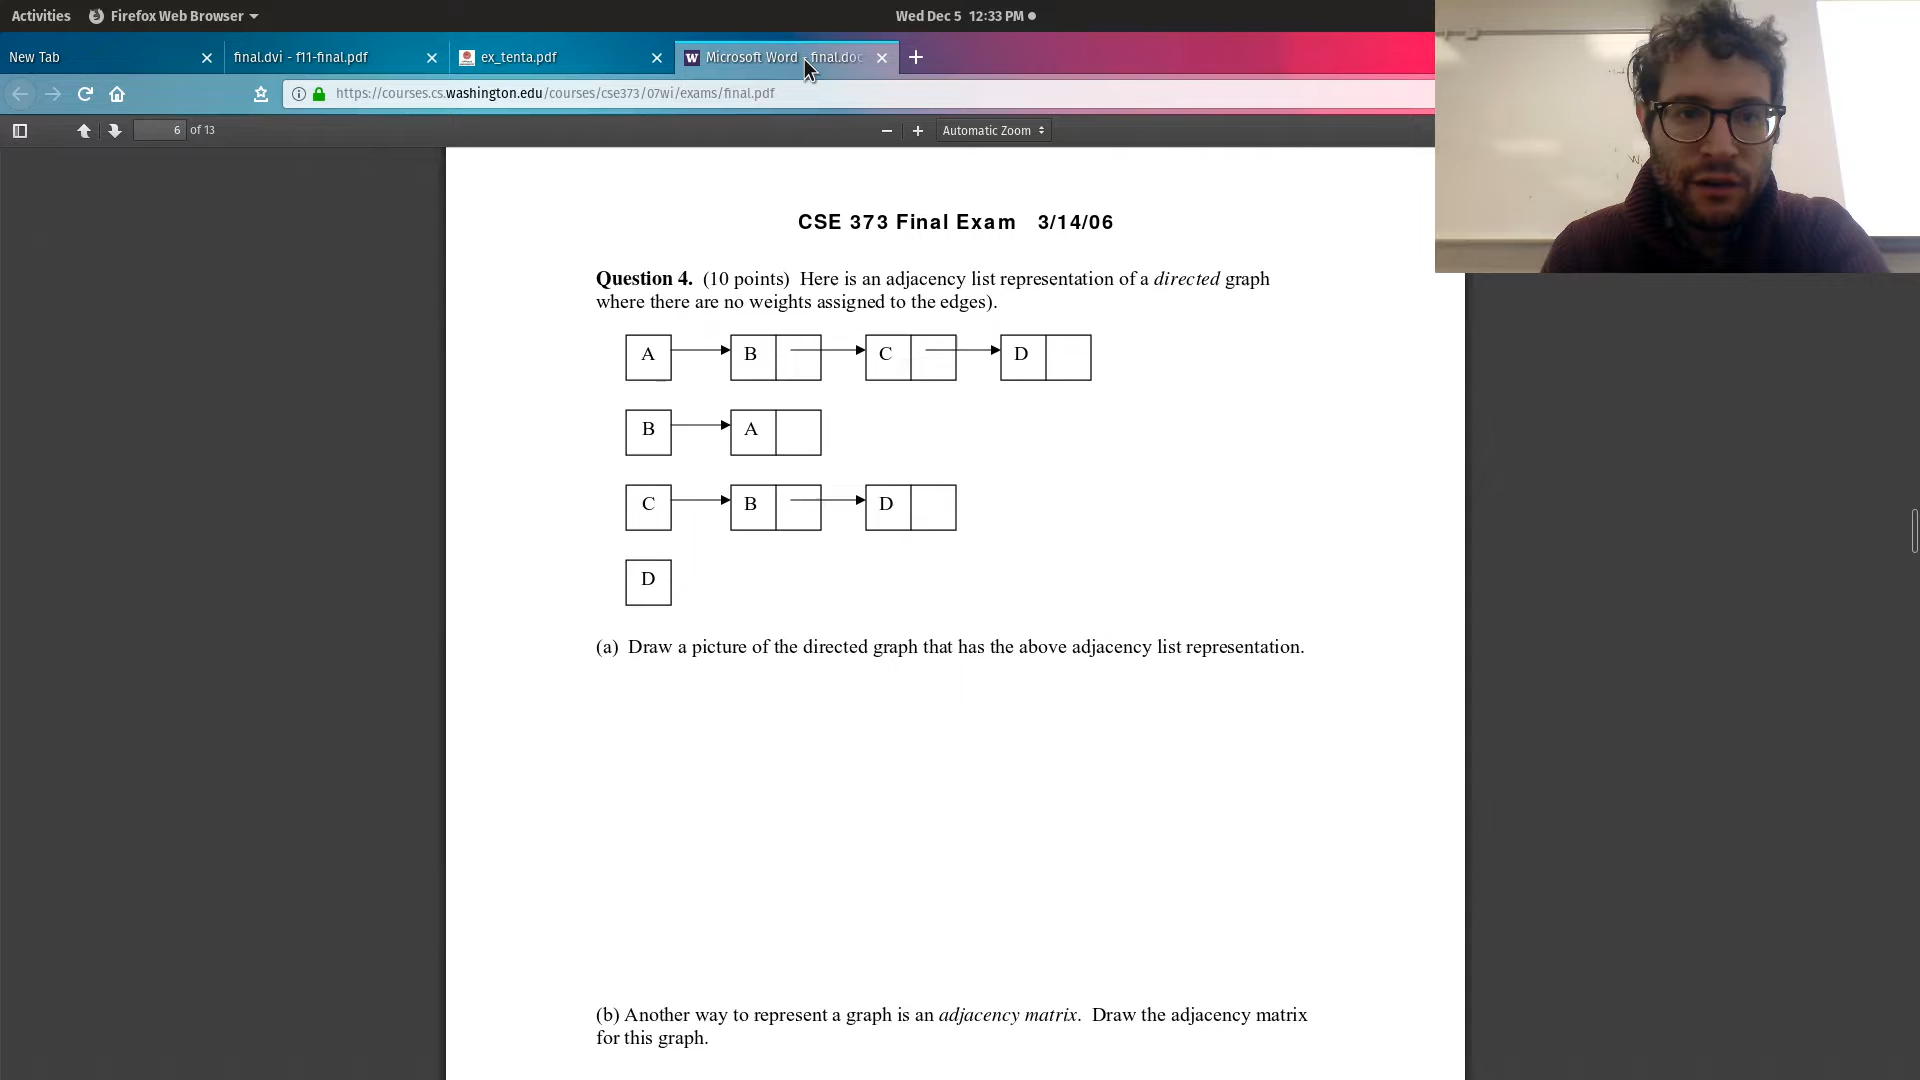 Activities Firefox Web Browser Wed Dec 5 12:33 PM
New Tab final.dvi - f11-final.pdf ex_tenta.pdf W Microsoft Word - final.doc
https://courses.cs.washington.edu/courses/cse373/07wi/exams/final.pdf
6 of 13 Automatic Zoom
CSE 373 Final Exam 3/14/06
Question 4. (10 points) Here is an adjacency list representation of a directed graph
where there are no weights assigned to the edges).
A B C D
B A
C B D
D
(a) Draw a picture of the directed graph that has the above adjacency list representation.
(b) Another way to represent a graph is an adjacency matrix. Draw the adjacency matrix
for this graph.